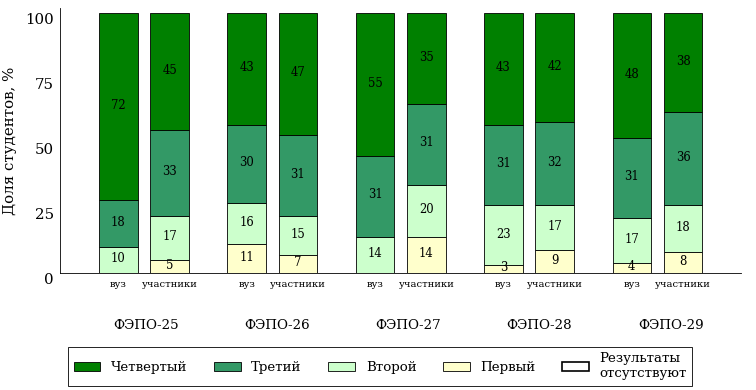 Доля студентов, %
100
75
50
25
0
72 45 43 47 55 35 43 42 48 38
18 33 30 31 31 31 31 32 31 36
10 17 16 15 14 20 23 17 17 18
5 11 7 14 3 9 4 8
вуз участники вуз участники вуз участники вуз участники вуз участники
ФЭПО-25 ФЭПО-26 ФЭПО-27 ФЭПО-28 ФЭПО-29
Четвертый Третий Второй Первый Результаты
отсутствуют